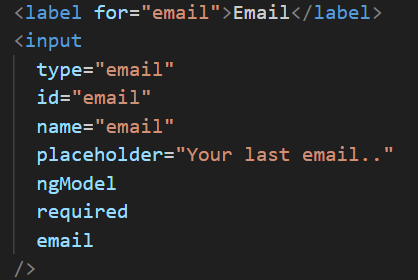 <label for="email">Email</label>
<input
type="email"
id="email"
name="email"
placeholder="Your last email.."
ngModel
required
email
/>